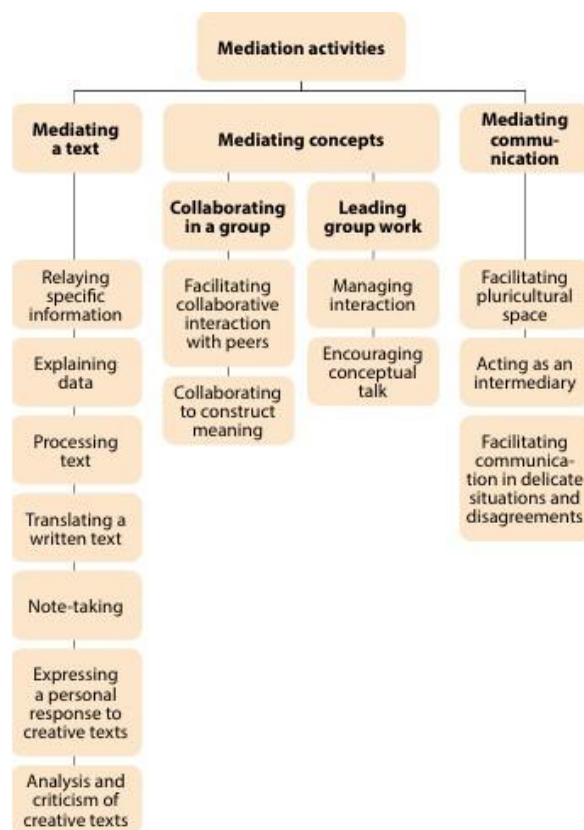 Mediation activities
Mediating
a text
Mediating concepts
Mediating
commu-
nication
Collaborating
in a group
Leading
group work
Relaying
specific
information
Explaining
data
Processing
text
Translating a
written text
Note-taking
Expressing
a personal
response to
creative texts
Analysis and
criticism of
creative texts
Facilitating
collaborative
interaction
with peers
Collaborating
to construct
meaning
Managing
interaction
Encouraging
conceptual
talk
Facilitating
pluricultural
space
Acting as an
intermediary
Facilitating
communica-
tion in delicate
situations and
disagreements